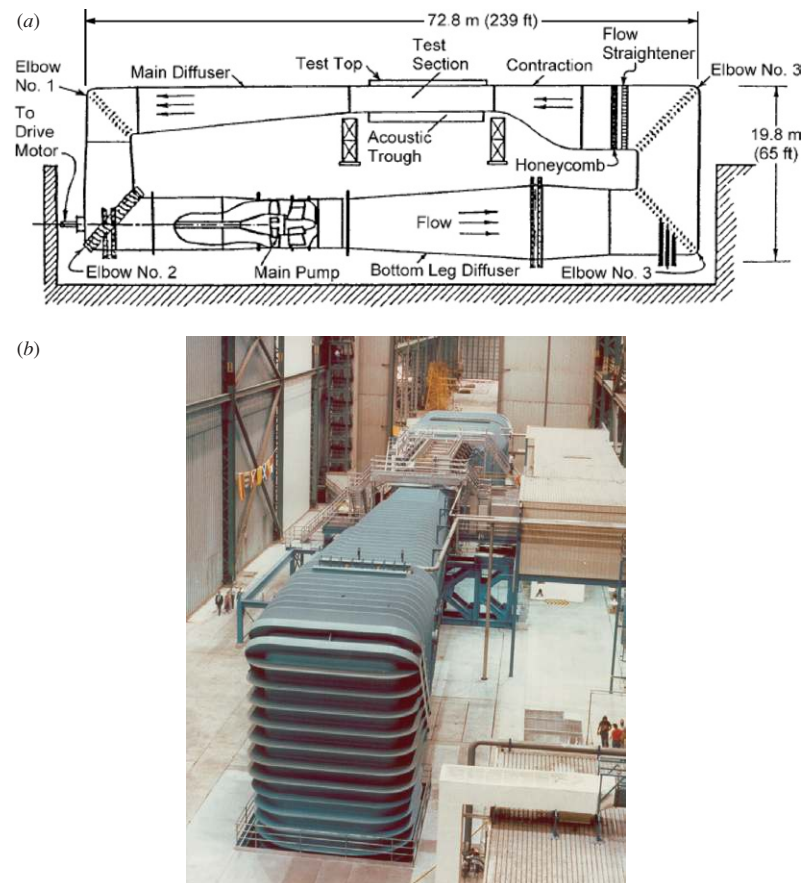 (a)
72.8 m (239 ft)
Flow
Straightener
Test
Section
Elbow
No. 1
Main Diffuser
Test Top
Contraction
Elbow No. 3
To
Drive
Motor
Acoustic
Trough
Honeycomb
19.8 m
(65 ft)
Flow
Elbow No. 2
Main Pump
Bottom Leg Diffuser
Elbow No. 3
(b)